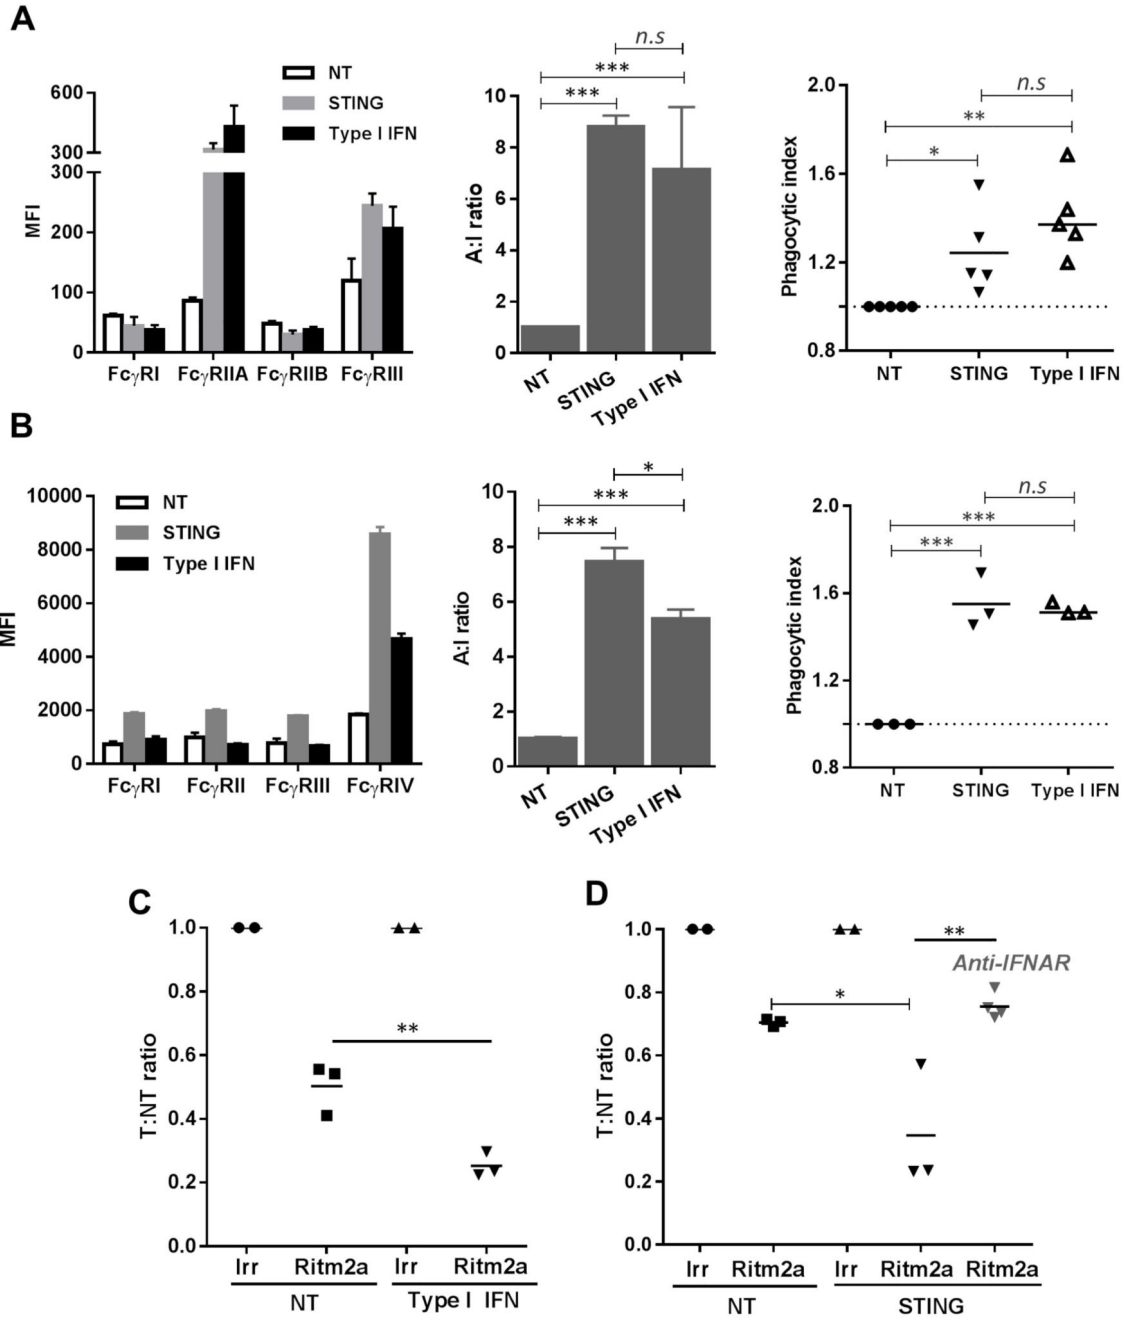 A
NT
STING
Type I IFN
MFI
600
300
300
200
100
0
FcγRI FcγRIIA FcγRIIB FcγRIII
n.s
***
***
A:I ratio
10
8
6
4
2
0
NT
STING
Type I IFN
n.s
**
*
Phagocytic index
2.0
1.6
1.2
0.8
NT STING Type I IFN
B
NT
STING
Type I IFN
MFI
10000
8000
6000
4000
2000
0
FcγRI FcγRII FcγRIII FcγRIV
*
***
***
A:I ratio
10
8
6
4
2
0
NT
STING
Type I IFN
n.s
***
***
Phagocytic index
2.0
1.6
1.2
0.8
NT STING Type I IFN
C
T:NT ratio
1.0
0.8
0.6
0.4
0.2
0.0
**
Irr Ritm2a Irr Ritm2a
NT Type I IFN
D
T:NT ratio
1.0
0.8
0.6
0.4
0.2
0.0
**
Anti-IFNAR
*
Irr Ritm2a Irr Ritm2a Ritm2a
NT STING